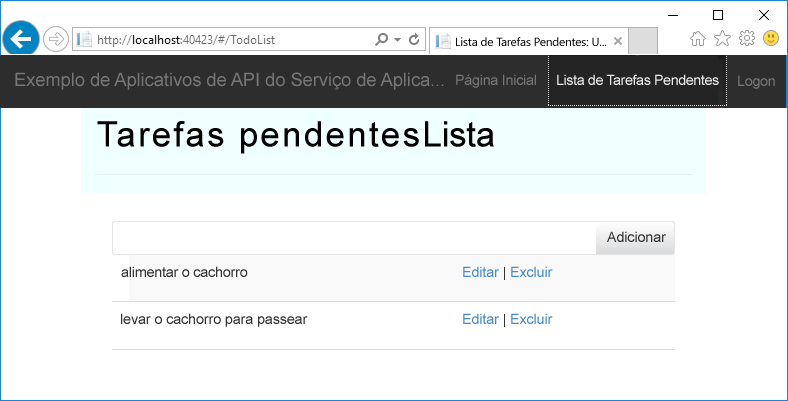 http://localhost:40423/#/TodoList
Lista de Tarefas Pendentes: U...
Exemplo de Aplicativos de API do Serviço de Aplica... Página Inicial Lista de Tarefas Pendentes Logon
Tarefas pendentesLista
Adicionar
alimentar o cachorro Editar | Excluir
levar o cachorro para passear Editar | Excluir